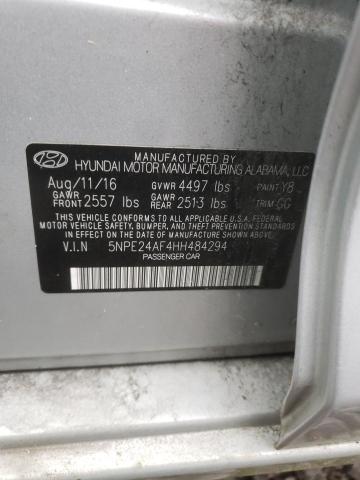 MANUFACTURED BY
HYUNDAI MOTOR MANUFACTURING ALABAMA, LLC
Aug/11/16 GVWR 4497 lbs PAINT Y8
GAWR FRONT 2557 lbs GAWR REAR 2513 lbs TRIM GG
THIS VEHICLE CONFORMS TO ALL APPLICABLE U.S.A. FEDERAL
MOTOR VEHICLE SAFETY, BUMPER, AND THEFT PREVENTION
STANDARDS IN EFFECT ON THE DATE OF MANUFACTURE
SHOWN ABOVE.
V.I.N 5NPE24AF4HH484294
PASSENGER CAR